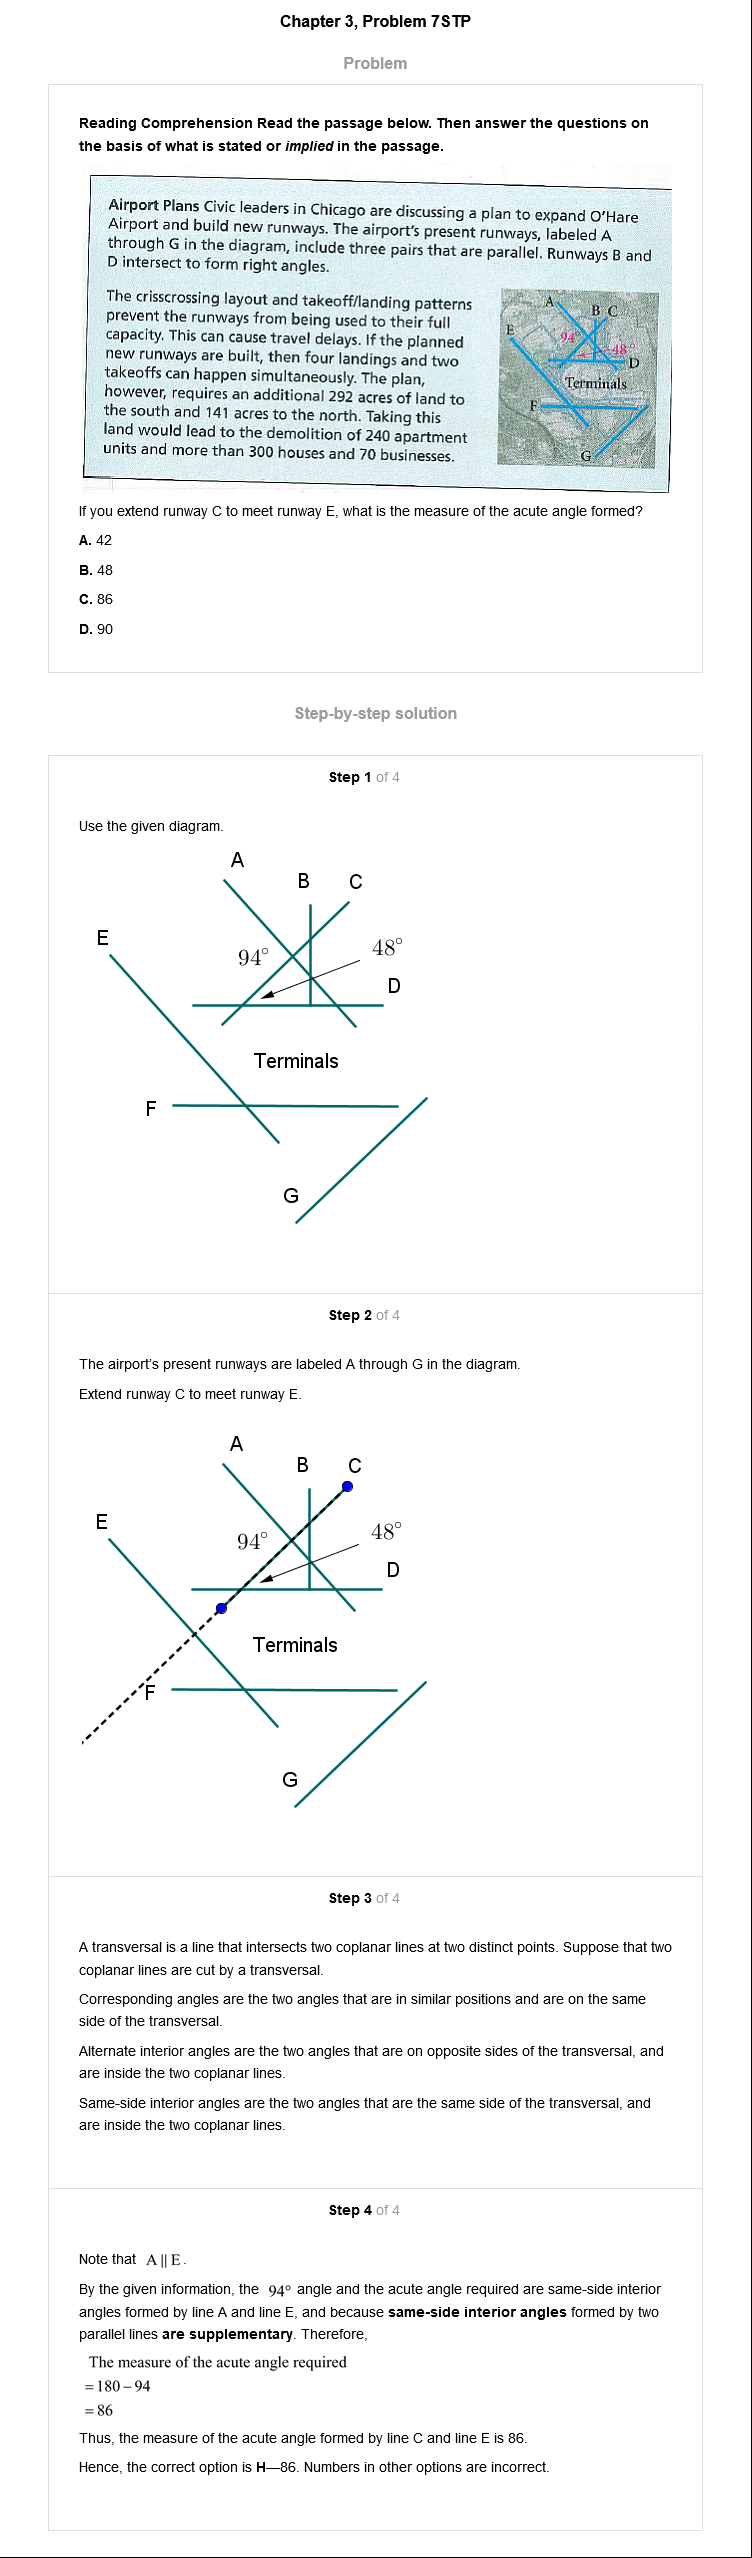 Chapter 3, Problem 7STP
Problem
Reading Comprehension Read the passage below. Then answer the questions on
the basis of what is stated or implied in the passage.
Airport Plans Civic leaders in Chicago are discussing a plan to expand O'Hare
Airport and build new runways. The airport's present runways, labeled A
through G in the diagram, include three pairs that are parallel. Runways B and
D intersect to form right angles.
The crisscrossing layout and takeoff/landing patterns
prevent the runways from being used to their full
capacity. This can cause travel delays. If the planned
new runways are built, then four landings and two
takeoffs can happen simultaneously. The plan,
however, requires an additional 292 acres of land to
the south and 141 acres to the north. Taking this
land would lead to the demolition of 240 apartment
units and more than 300 houses and 70 businesses.
A
B C
E
94°
48°
D
Terminals
F
G
If you extend runway C to meet runway E, what is the measure of the acute angle formed?
A. 42
B. 48
C. 86
D. 90
Step-by-step solution
Step 1 of 4
Use the given diagram.
A
B C
E
94°
48°
D
Terminals
F
G
Step 2 of 4
The airport's present runways are labeled A through G in the diagram.
Extend runway C to meet runway E.
A
B C
E
94°
48°
D
Terminals
F
G
Step 3 of 4
A transversal is a line that intersects two coplanar lines at two distinct points. Suppose that two
coplanar lines are cut by a transversal.
Corresponding angles are the two angles that are in similar positions and are on the same
side of the transversal.
Alternate interior angles are the two angles that are on opposite sides of the transversal, and
are inside the two coplanar lines.
Same-side interior angles are the two angles that are the same side of the transversal, and
are inside the two coplanar lines.
Step 4 of 4
Note that A || E.
By the given information, the 94° angle and the acute angle required are same-side interior
angles formed by line A and line E, and because same-side interior angles formed by two
parallel lines are supplementary. Therefore,
The measure of the acute angle required
= 180 – 94
= 86
Thus, the measure of the acute angle formed by line C and line E is 86.
Hence, the correct option is H—86. Numbers in other options are incorrect.